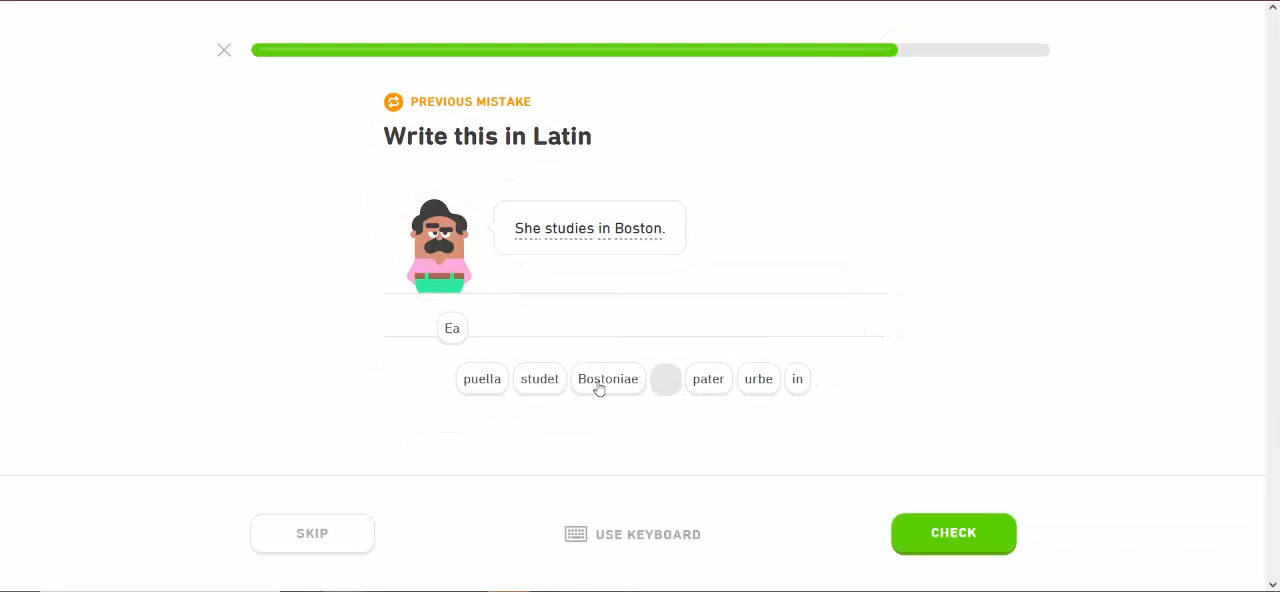 PREVIOUS MISTAKE
Write this in Latin
She studies in Boston.
Ea
puella studet Bostoniae pater urbe in
SKIP USE KEYBOARD CHECK